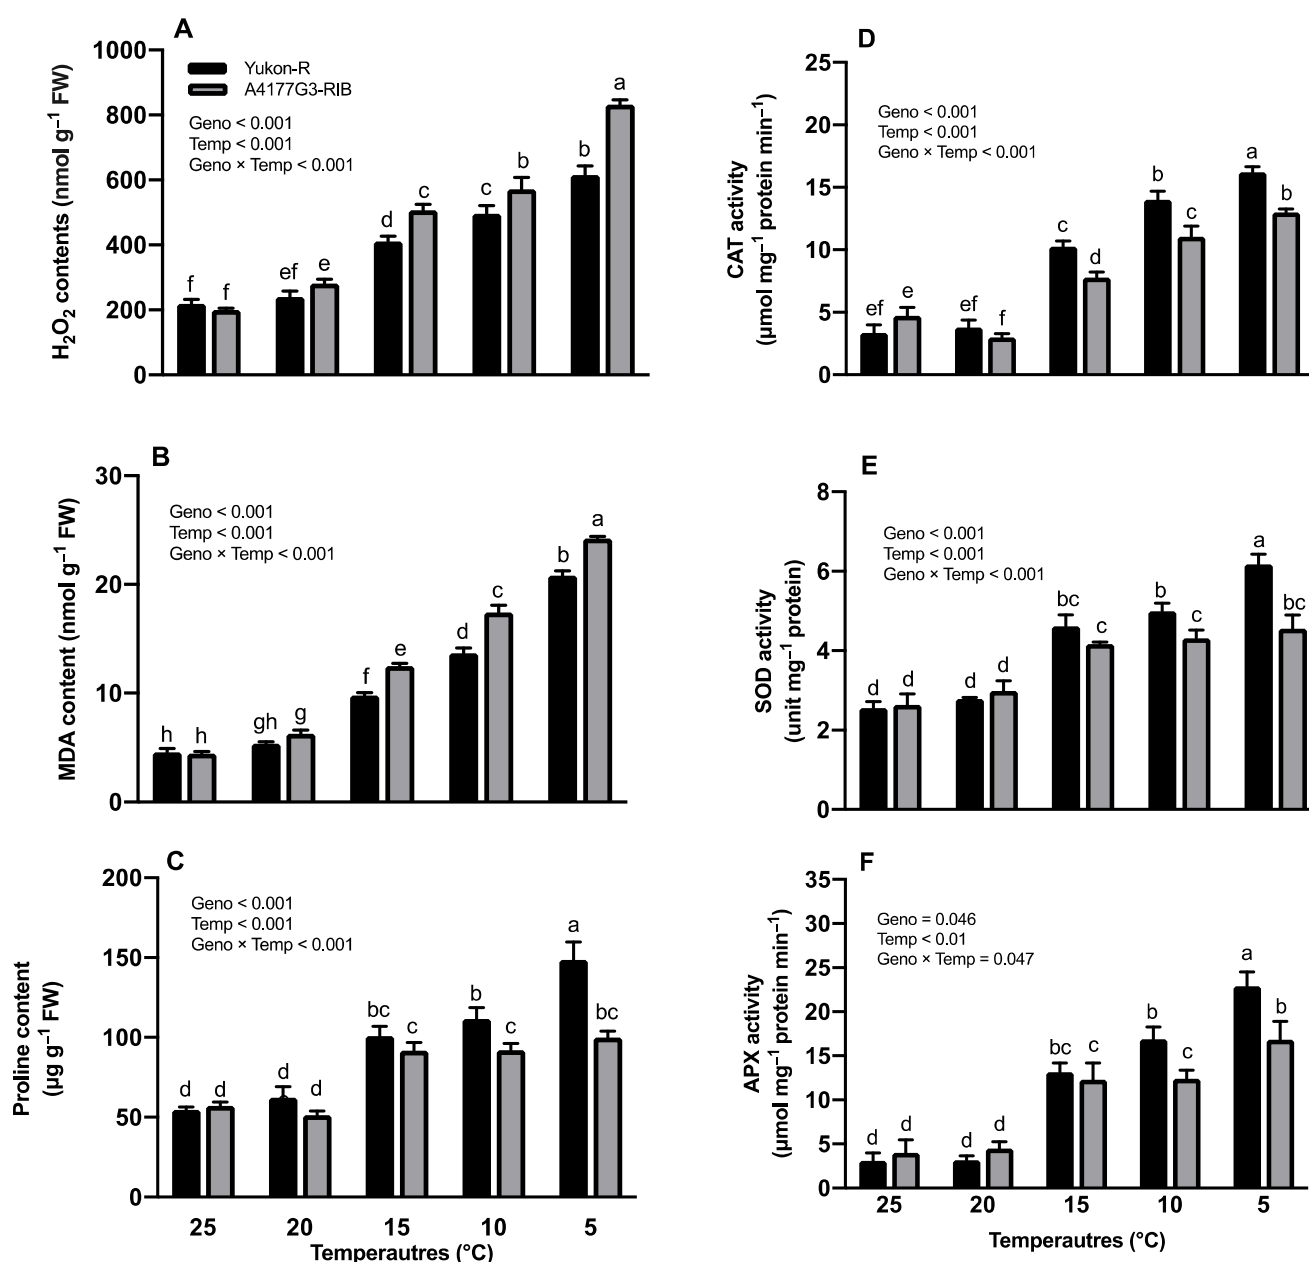 A
1000
800
600
400
200
0
H₂O₂ contents (nmol g⁻¹ FW)
Yukon-R
A4177G3-RIB
Geno < 0.001
Temp < 0.001
Geno × Temp < 0.001
f
f
ef
e
d
c
c
b
b
a
D
25
20
15
10
5
0
CAT activity
(µmol mg⁻¹ protein min⁻¹)
Geno < 0.001
Temp < 0.001
Geno × Temp < 0.001
ef
e
ef
f
c
d
b
c
a
b
B
30
20
10
0
MDA content (nmol g⁻¹ FW)
Geno < 0.001
Temp < 0.001
Geno × Temp < 0.001
h
h
gh
g
f
e
d
c
b
a
E
8
6
4
2
0
SOD activity
(unit mg⁻¹ protein)
Geno < 0.001
Temp < 0.001
Geno × Temp < 0.001
d
d
d
d
bc
c
b
c
a
bc
C
200
150
100
50
0
Proline content
(µg g⁻¹ FW)
Geno < 0.001
Temp < 0.001
Geno × Temp < 0.001
d
d
d
d
bc
c
b
c
a
bc
25 20 15 10 5
Temperautres (°C)
F
35
30
25
20
15
10
5
0
APX activity
(µmol mg⁻¹ protein min⁻¹)
Geno = 0.046
Temp < 0.01
Geno × Temp = 0.047
d
d
d
d
bc
c
b
c
a
b
25 20 15 10 5
Temperautres (°C)